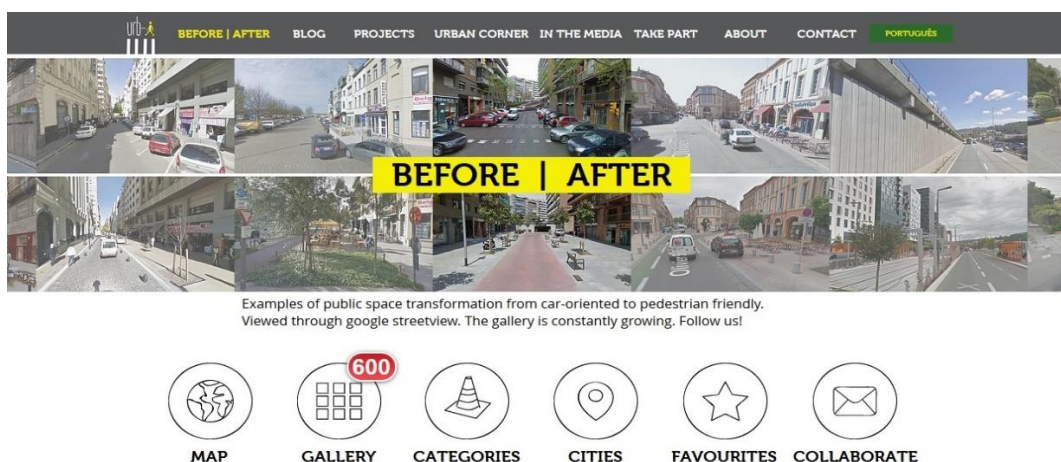 urb-i
BEFORE | AFTER BLOG PROJECTS URBAN CORNER IN THE MEDIA TAKE PART ABOUT CONTACT PORTUGUÊS
BEFORE | AFTER
Examples of public space transformation from car-oriented to pedestrian friendly.
Viewed through google streetview. The gallery is constantly growing. Follow us!
600
MAP GALLERY CATEGORIES CITIES FAVOURITES COLLABORATE